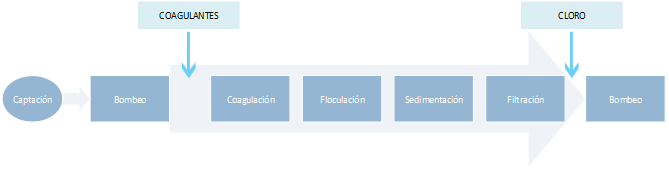 COAGULANTES
CLORO
Captación
Bombeo
Coagulación
Floculación
Sedimentación
Filtración
Bombeo